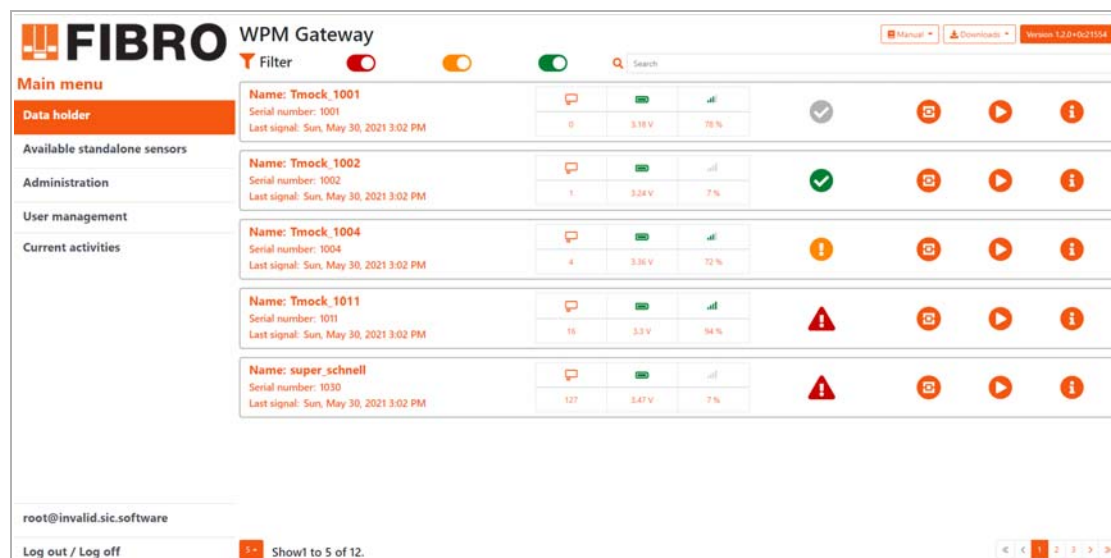 FIBRO
WPM Gateway
Manual
Downloads
Version 1.2.0+0c21554
Filter
Search
Main menu
Data holder
Available standalone sensors
Administration
User management
Current activities
Name: Tmock_1001
Serial number: 1001
Last signal: Sun, May 30, 2021 3:02 PM
0
3.18 V
78 %
Name: Tmock_1002
Serial number: 1002
Last signal: Sun, May 30, 2021 3:02 PM
1
3.24 V
7 %
Name: Tmock_1004
Serial number: 1004
Last signal: Sun, May 30, 2021 3:02 PM
4
3.36 V
72 %
Name: Tmock_1011
Serial number: 1011
Last signal: Sun, May 30, 2021 3:02 PM
16
3.3 V
94 %
Name: super_schnell
Serial number: 1030
Last signal: Sun, May 30, 2021 3:02 PM
127
3.47 V
7 %
root@invalid.sic.software
Log out / Log off
5
Show1 to 5 of 12.
« < 1 2 3 > »